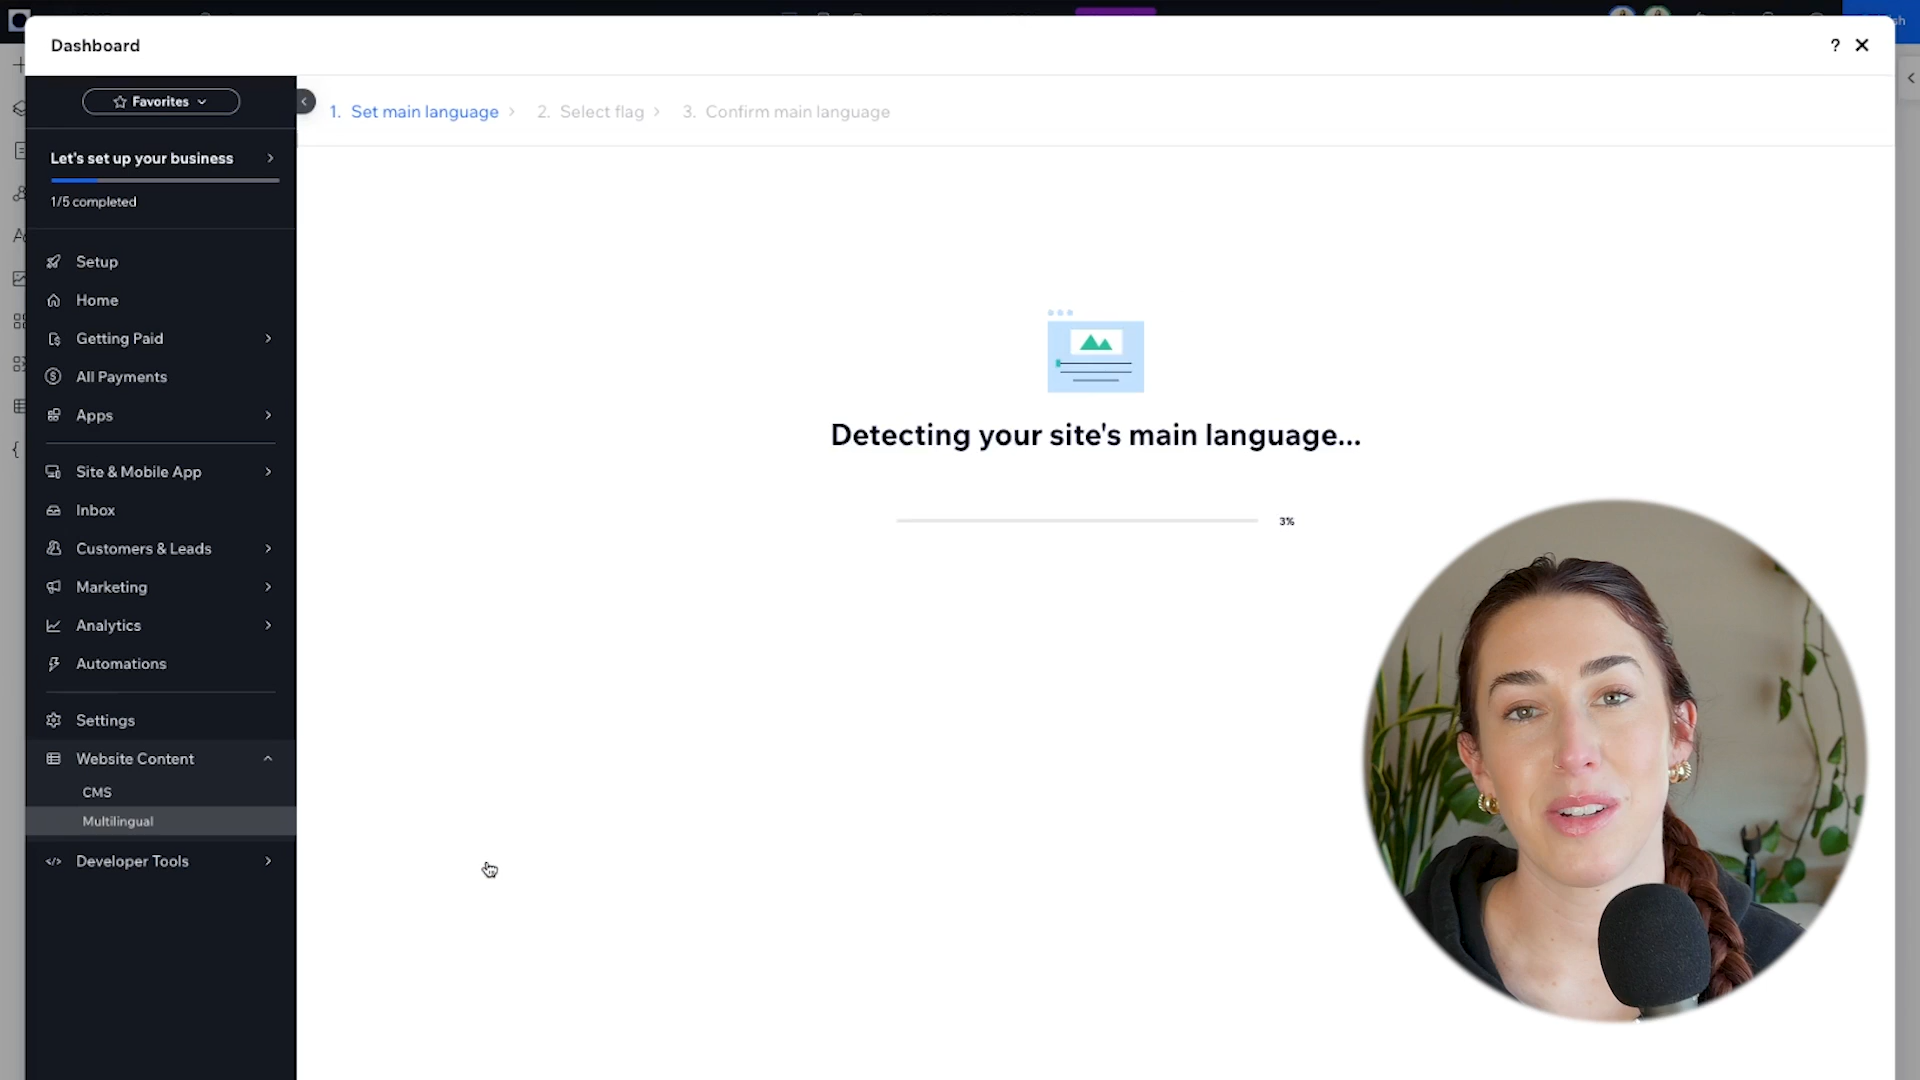 Dashboard
?
Favorites
1. Set main language
2. Select flag
3. Confirm main language
Let's set up your business
1/5 completed
Setup
Home
Getting Paid
All Payments
Apps
Site & Mobile App
Inbox
Customers & Leads
Marketing
Analytics
Automations
Settings
Website Content
CMS
Multilingual
Developer Tools
Detecting your site's main language...
3%